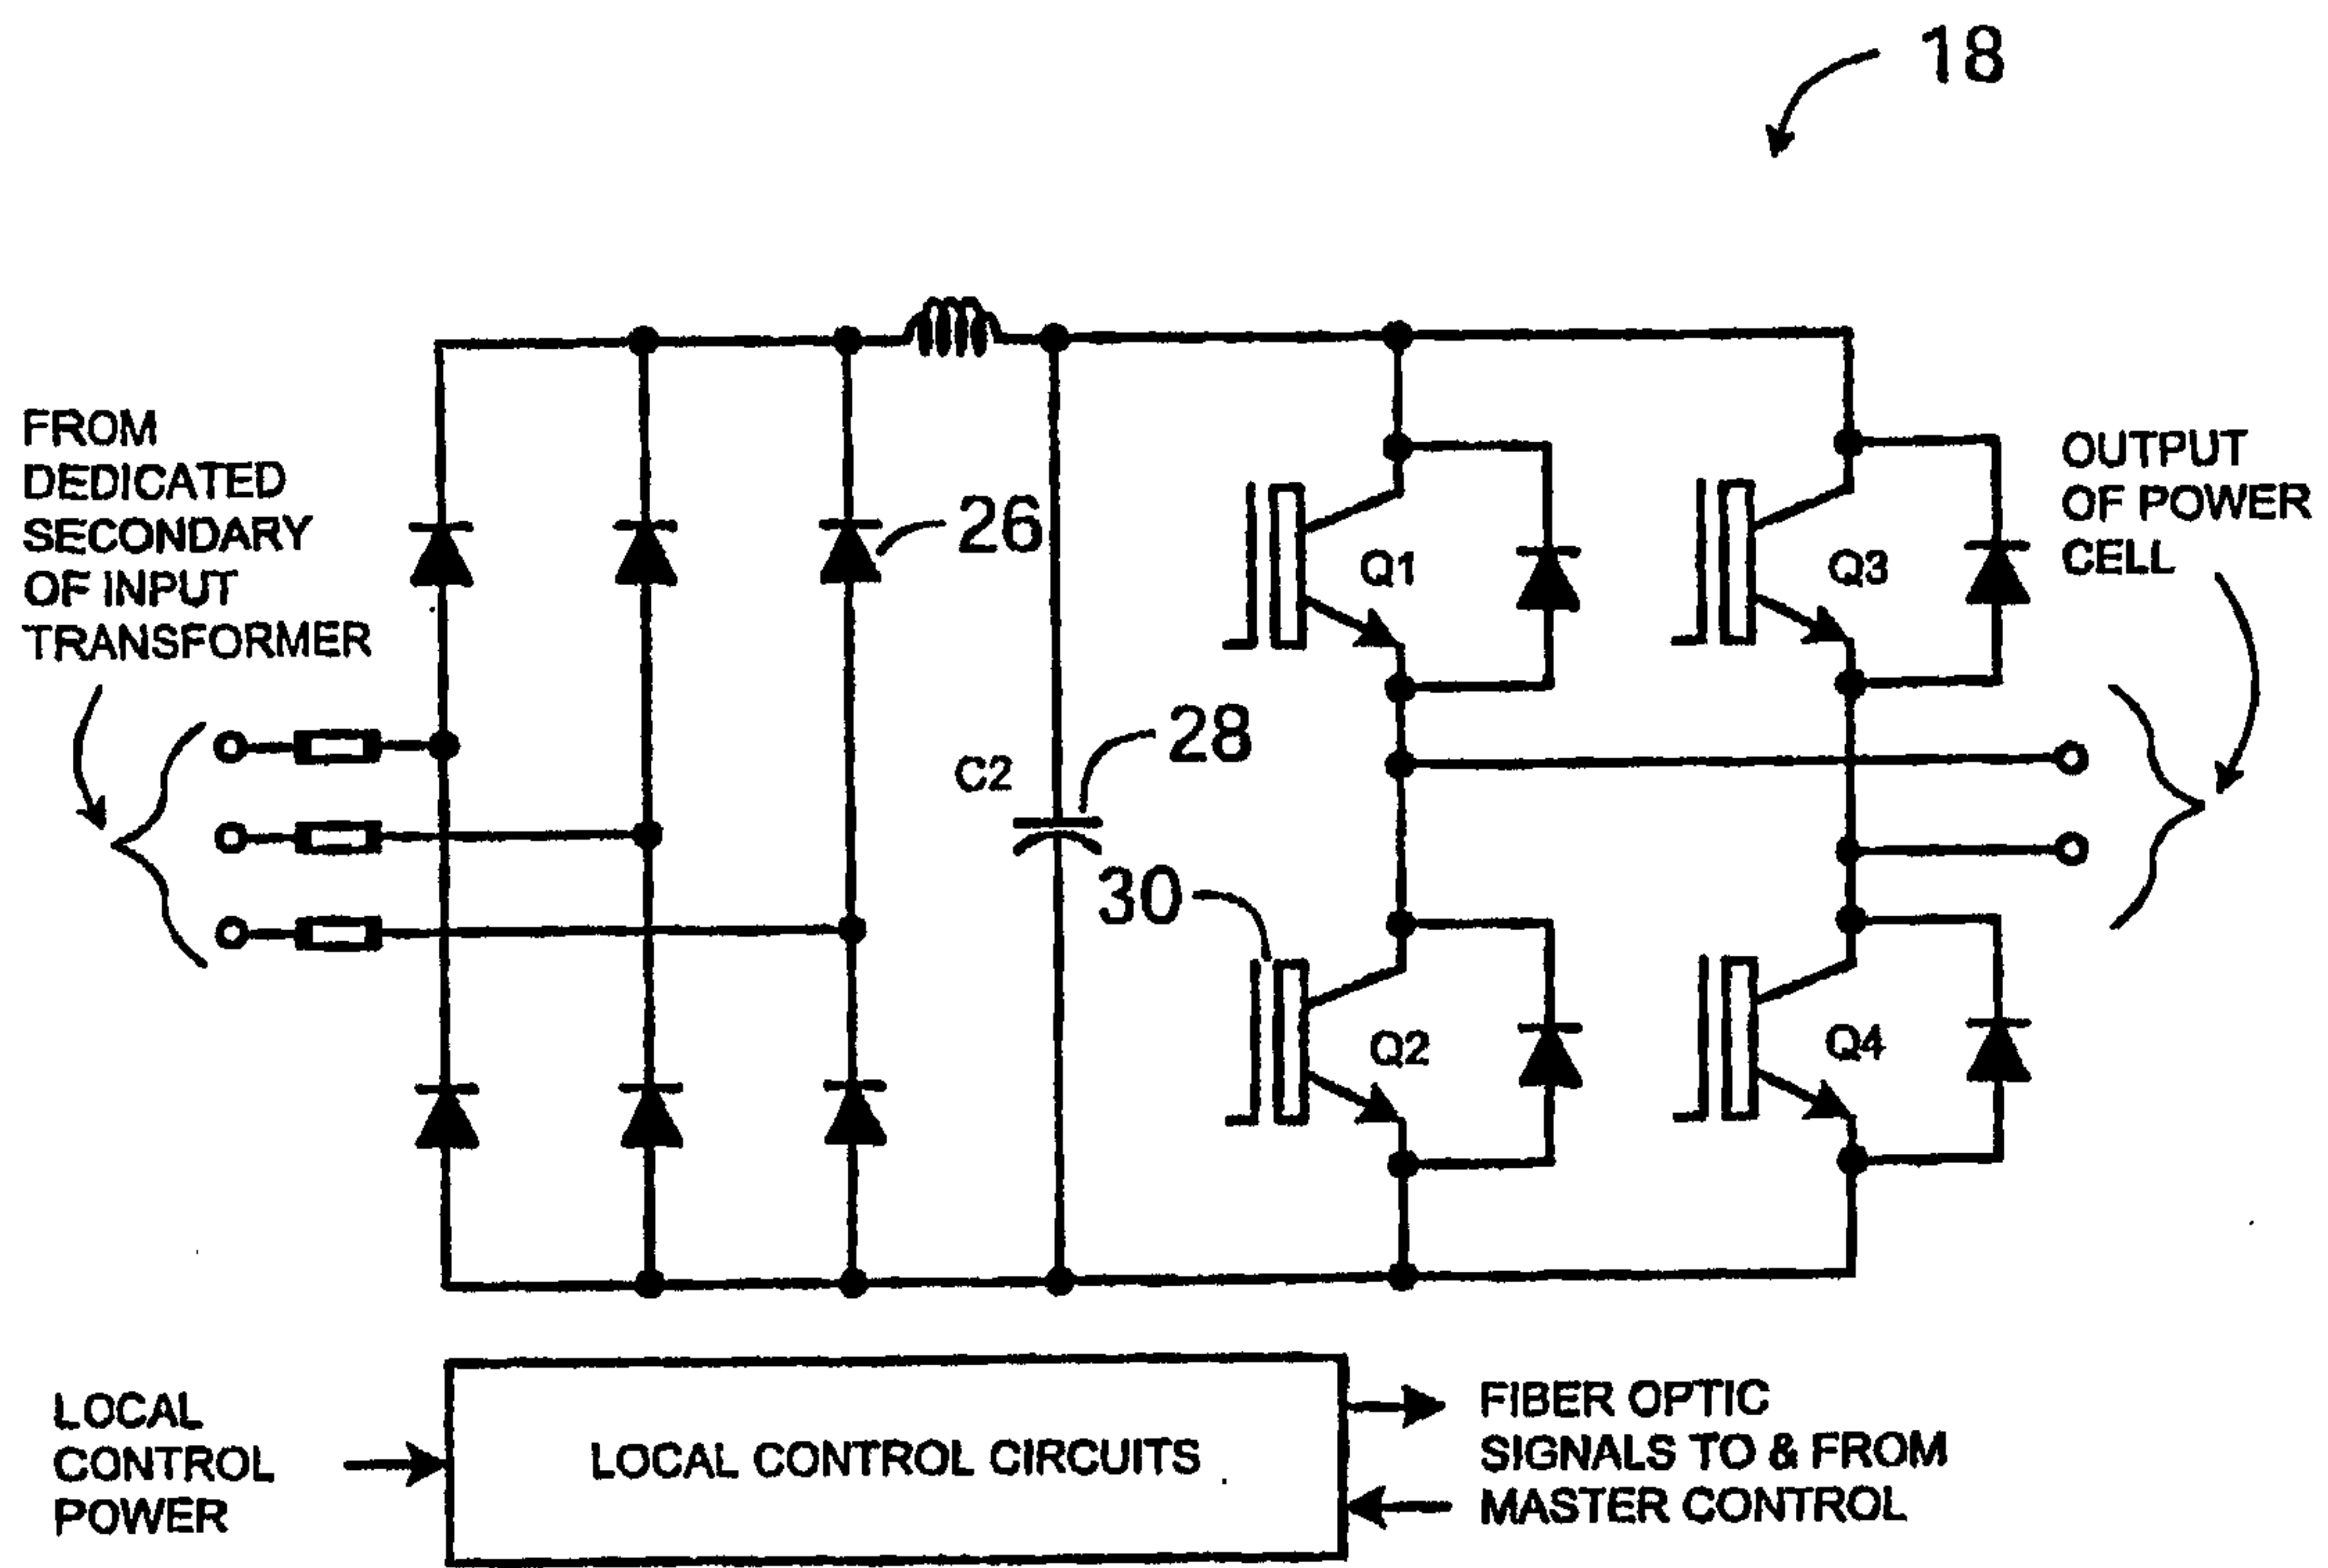 18
FROM
DEDICATED
SECONDARY
OF INPUT
TRANSFORMER
26
Q1
Q3
OUTPUT
OF POWER
CELL
C2
28
30
Q2
Q4
LOCAL
CONTROL
POWER
LOCAL CONTROL CIRCUITS
FIBER OPTIC
SIGNALS TO & FROM
MASTER CONTROL